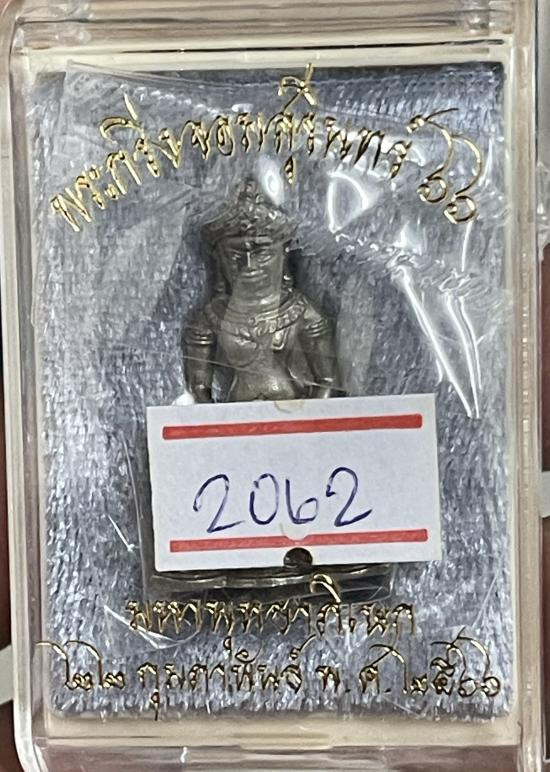 พระกริ่งจอมสุรินทร์ ๖๖
2062
มหาพุทธาภิเษก
๒๒ กุมภาพันธ์ พ.ศ.๒๕๖๖